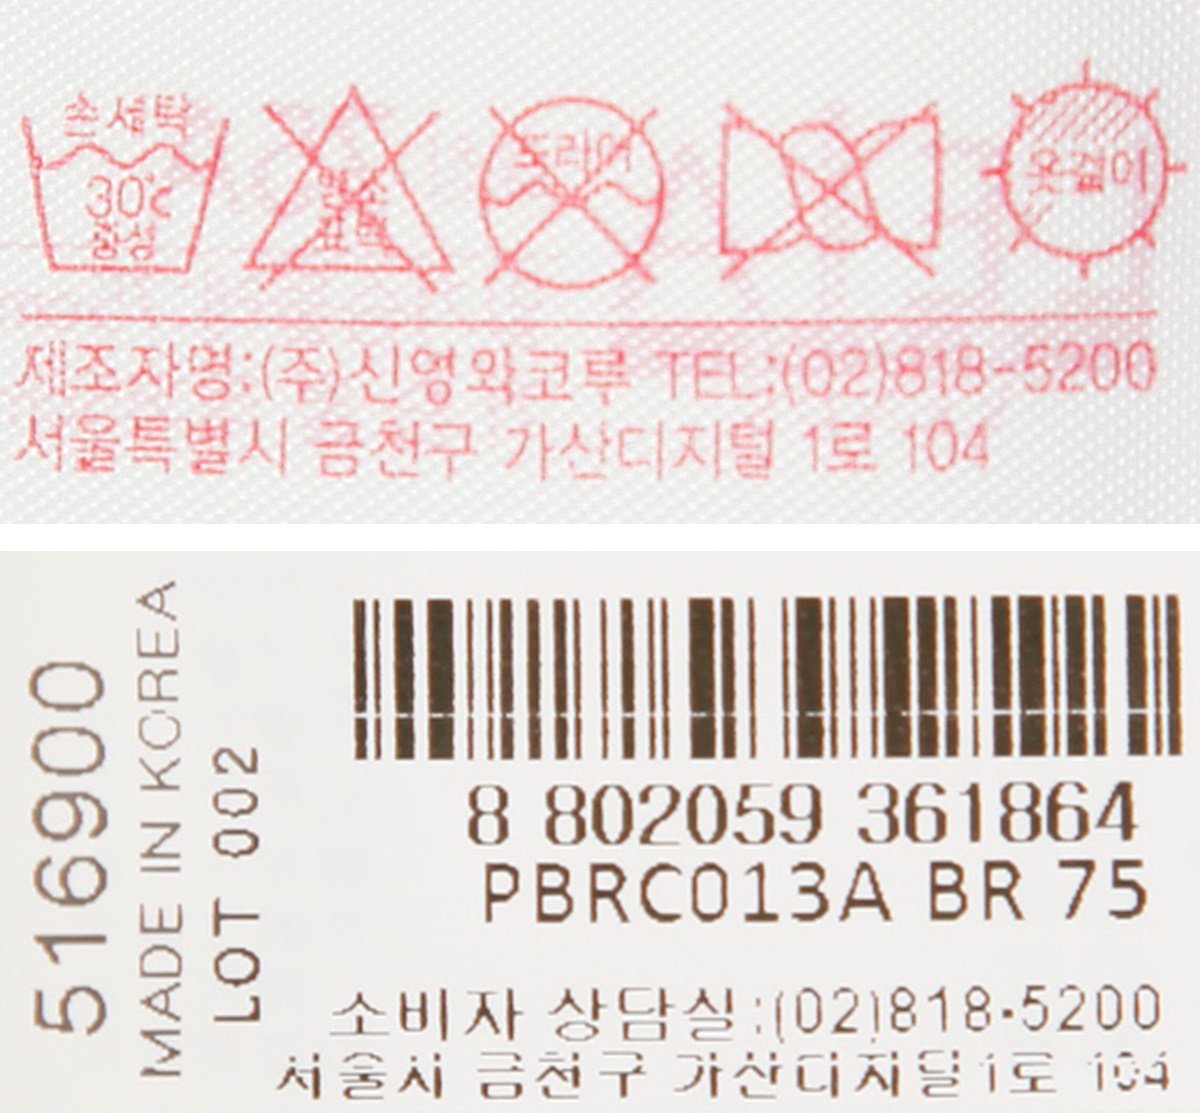 손세탁
30℃
중성
염소
표백
드라이
옷걸이
제조자명:(주)신영와코루 TEL:(02)818-5200
서울특별시 금천구 가산디지털 1로 104
516900
MADE IN KOREA
LOT 002
8 802059 361864
PBRC013A BR 75
소비자 상담실:(02)818-5200
서울시 금천구 가산디지털1로 104